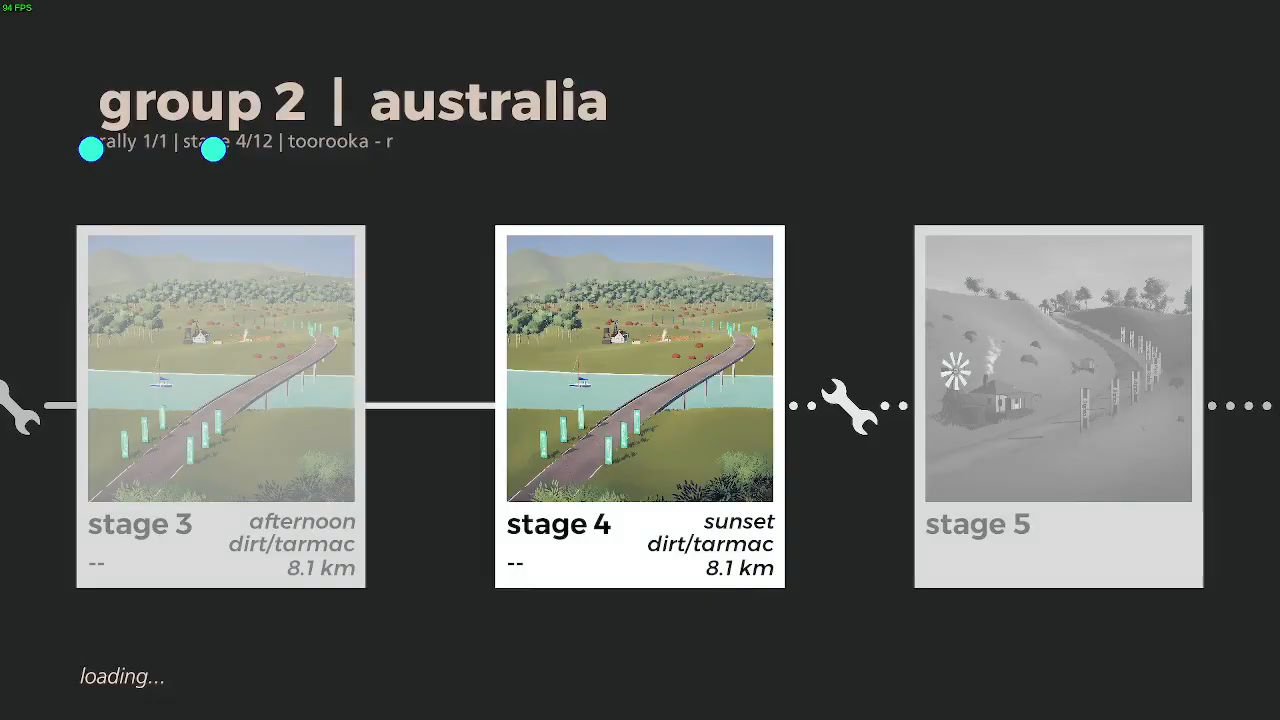 94 FPS
group 2 | australia
rally 1/1 | stage 4/12 | toorooka - r
stage 3
afternoon
dirt/tarmac
--
8.1 km
stage 4
sunset
dirt/tarmac
--
8.1 km
stage 5
loading...